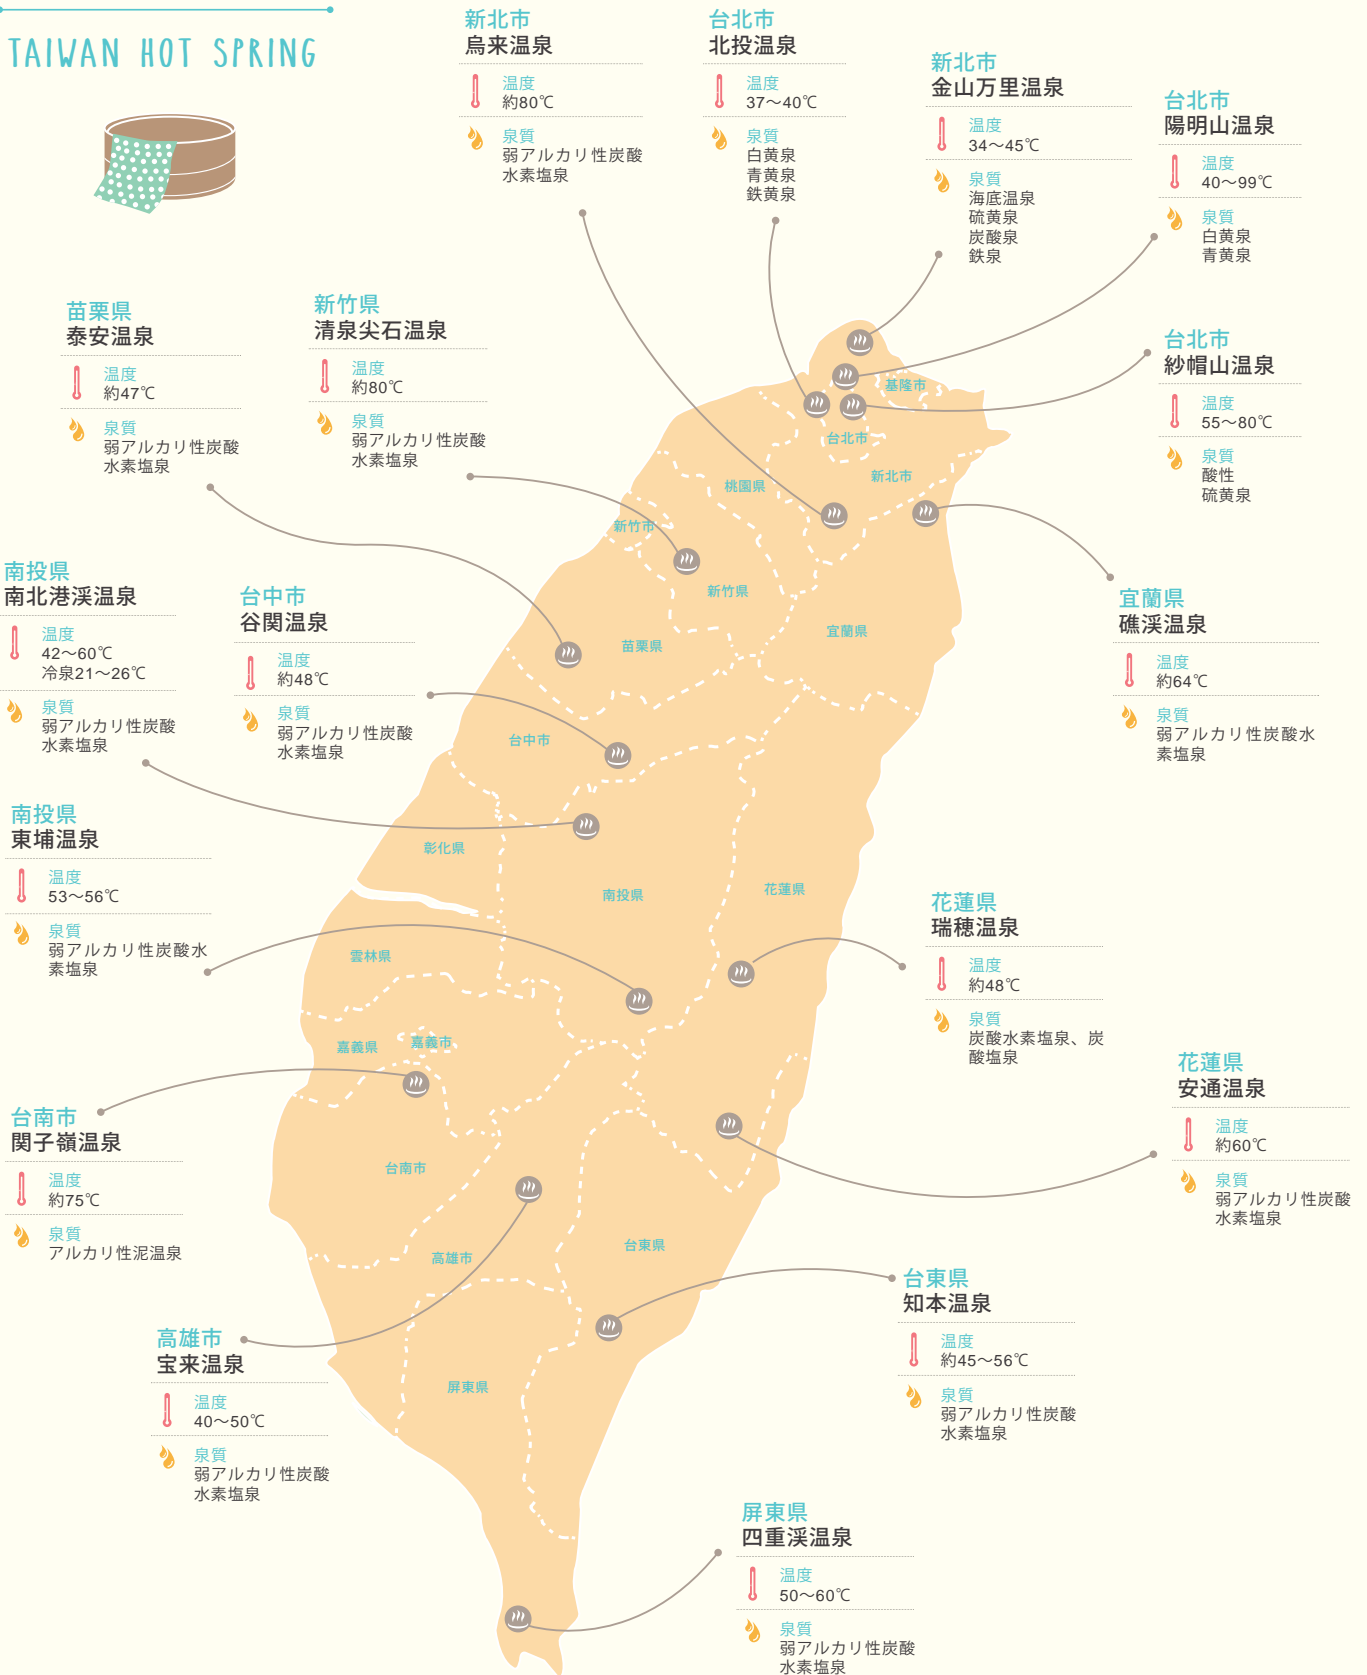 TAIWAN HOT SPRING
新北市
烏来温泉
温度
約80℃
泉質
弱アルカリ性炭酸
水素塩泉
台北市
北投温泉
温度
37～40℃
泉質
白黄泉
青黄泉
鉄黄泉
新北市
金山万里温泉
温度
34～45℃
泉質
海底温泉
硫黄泉
炭酸泉
鉄泉
台北市
陽明山温泉
温度
40～99℃
泉質
白黄泉
青黄泉
苗栗県
泰安温泉
温度
約47℃
泉質
弱アルカリ性炭酸
水素塩泉
新竹県
清泉尖石温泉
温度
約80℃
泉質
弱アルカリ性炭酸
水素塩泉
台北市
紗帽山温泉
温度
55～80℃
泉質
酸性
硫黄泉
南投県
南北港渓温泉
温度
42～60℃
冷泉21～26℃
泉質
弱アルカリ性炭酸
水素塩泉
台中市
谷関温泉
温度
約48℃
泉質
弱アルカリ性炭酸
水素塩泉
宜蘭県
礁渓温泉
温度
約64℃
泉質
弱アルカリ性炭酸水
素塩泉
南投県
東埔温泉
温度
53～56℃
泉質
弱アルカリ性炭酸水
素塩泉
花蓮県
瑞穂温泉
温度
約48℃
泉質
炭酸水素塩泉、炭
酸塩泉
花蓮県
安通温泉
温度
約60℃
泉質
弱アルカリ性炭酸
水素塩泉
台南市
関子嶺温泉
温度
約75℃
泉質
アルカリ性泥温泉
台東県
知本温泉
温度
約45～56℃
泉質
弱アルカリ性炭酸
水素塩泉
高雄市
宝来温泉
温度
40～50℃
泉質
弱アルカリ性炭酸
水素塩泉
屏東県
四重渓温泉
温度
50～60℃
泉質
弱アルカリ性炭酸
水素塩泉
基隆市
台北市
新北市
桃園県
新竹市
新竹県
宜蘭県
苗栗県
台中市
彰化県
南投県
花蓮県
雲林県
嘉義県
嘉義市
台南市
高雄市
台東県
屏東県